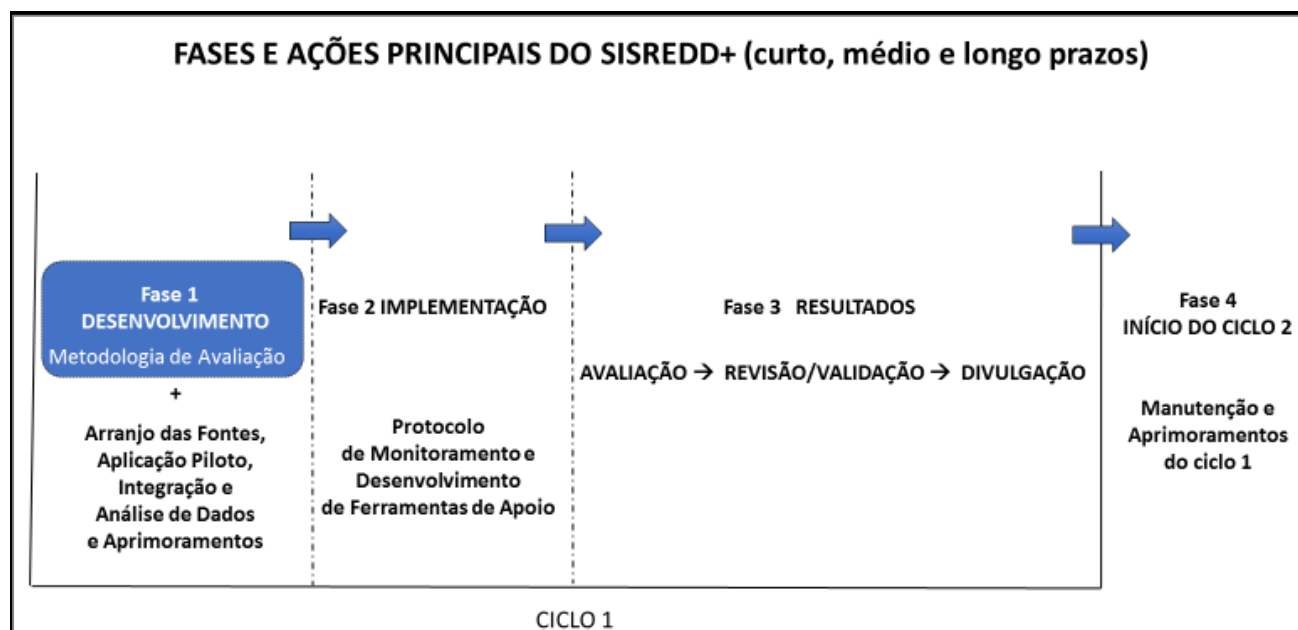 FASES E AÇÕES PRINCIPAIS DO SISREDD+ (curto, médio e longo prazos)
Fase 1
DESENVOLVIMENTO
Metodologia de Avaliação
+
Arranjo das Fontes,
Aplicação Piloto,
Integração e
Análise de Dados
e Aprimoramentos
Fase 2 IMPLEMENTAÇÃO
Protocolo
de Monitoramento e
Desenvolvimento
de Ferramentas de Apoio
Fase 3 RESULTADOS
AVALIAÇÃO → REVISÃO/VALIDAÇÃO → DIVULGAÇÃO
Fase 4
INÍCIO DO CICLO 2
Manutenção e
Aprimoramentos
do ciclo 1
CICLO 1